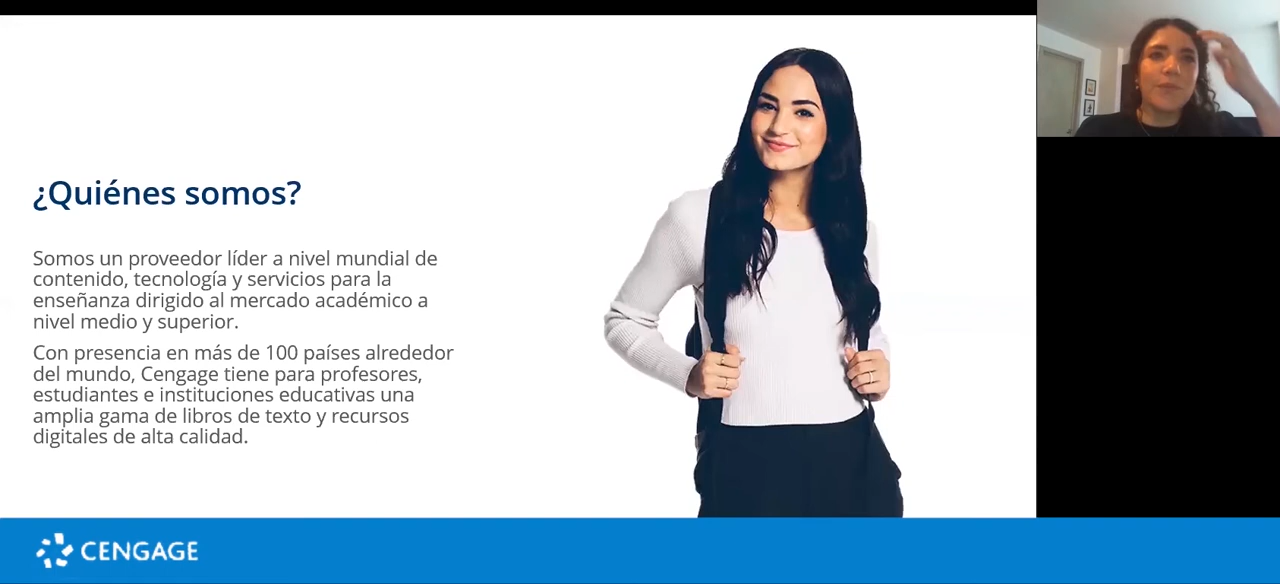 ¿Quiénes somos?
Somos un proveedor líder a nivel mundial de
contenido, tecnología y servicios para la
enseñanza dirigido al mercado académico a
nivel medio y superior.
Con presencia en más de 100 países alrededor
del mundo, Cengage tiene para profesores,
estudiantes e instituciones educativas una
amplia gama de libros de texto y recursos
digitales de alta calidad.
CENGAGE